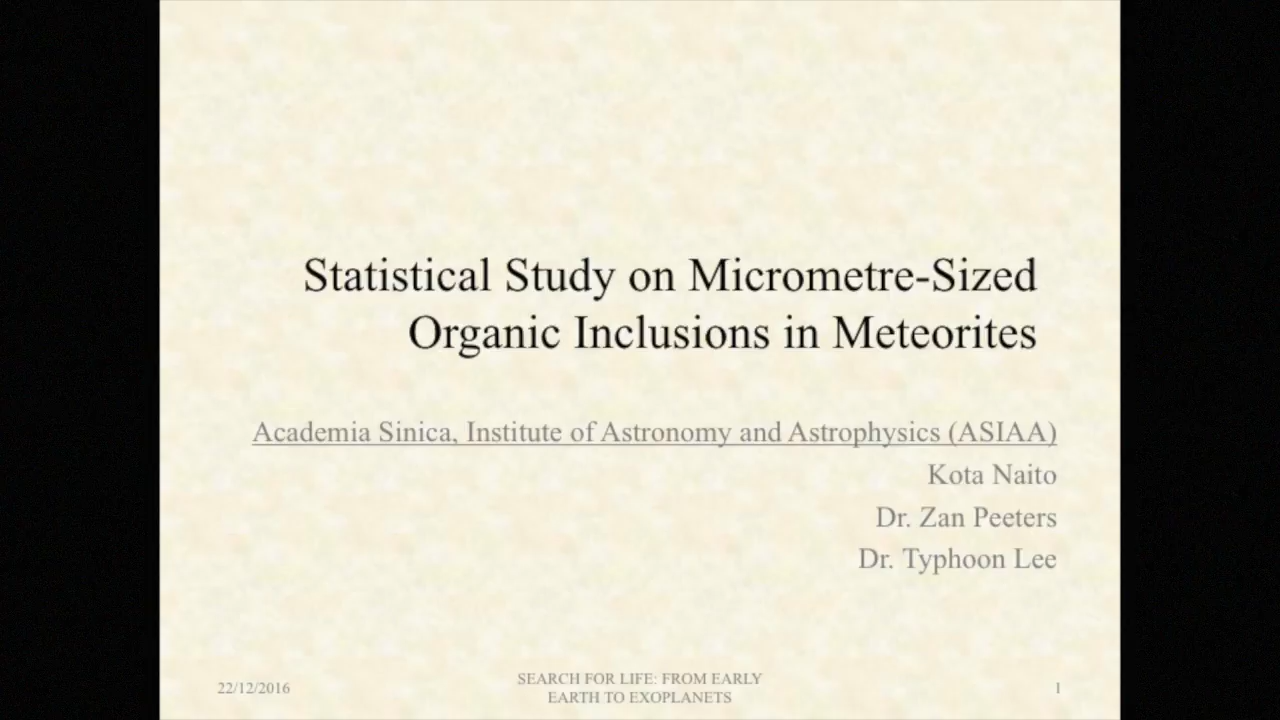 Statistical Study on Micrometre-Sized
Organic Inclusions in Meteorites
Academia Sinica, Institute of Astronomy and Astrophysics (ASIAA)
Kota Naito
Dr. Zan Peeters
Dr. Typhoon Lee
22/12/2016
SEARCH FOR LIFE: FROM EARLY
EARTH TO EXOPLANETS
1